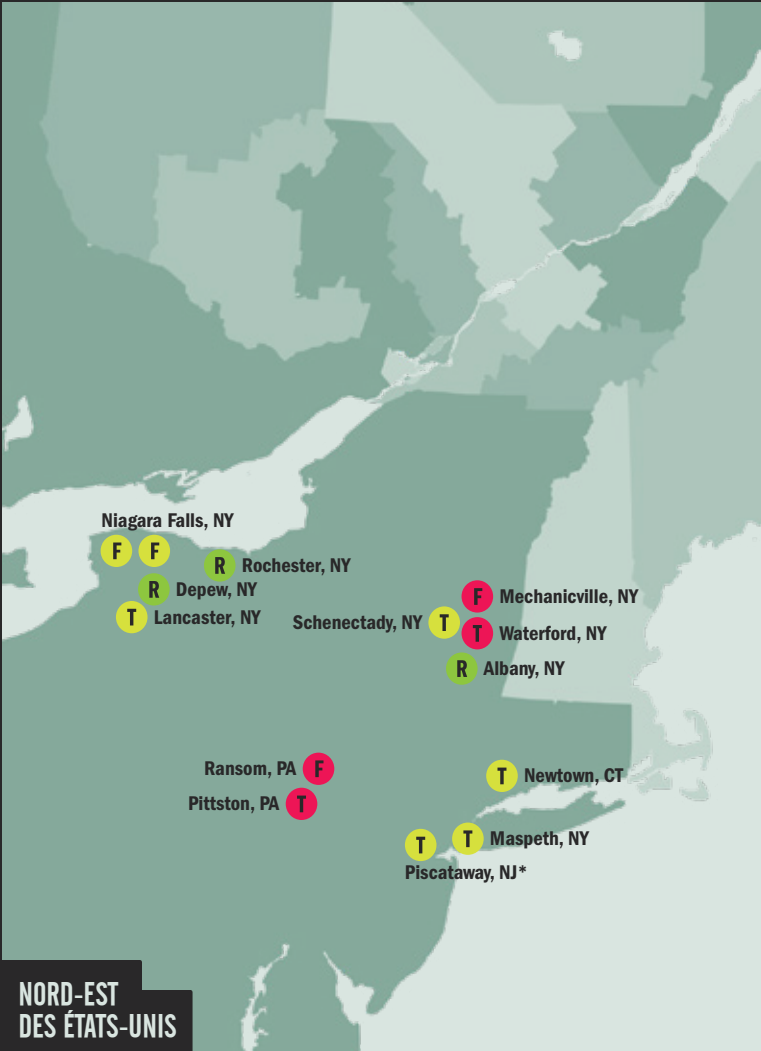 Niagara Falls, NY
F F
R Rochester, NY
R Depew, NY
T Lancaster, NY
F Mechanicville, NY
Schenectady, NY T
T Waterford, NY
R Albany, NY
Ransom, PA F
Pittston, PA T
T Newtown, CT
T Maspeth, NY
T
Piscataway, NJ*
NORD-EST
DES ÉTATS-UNIS